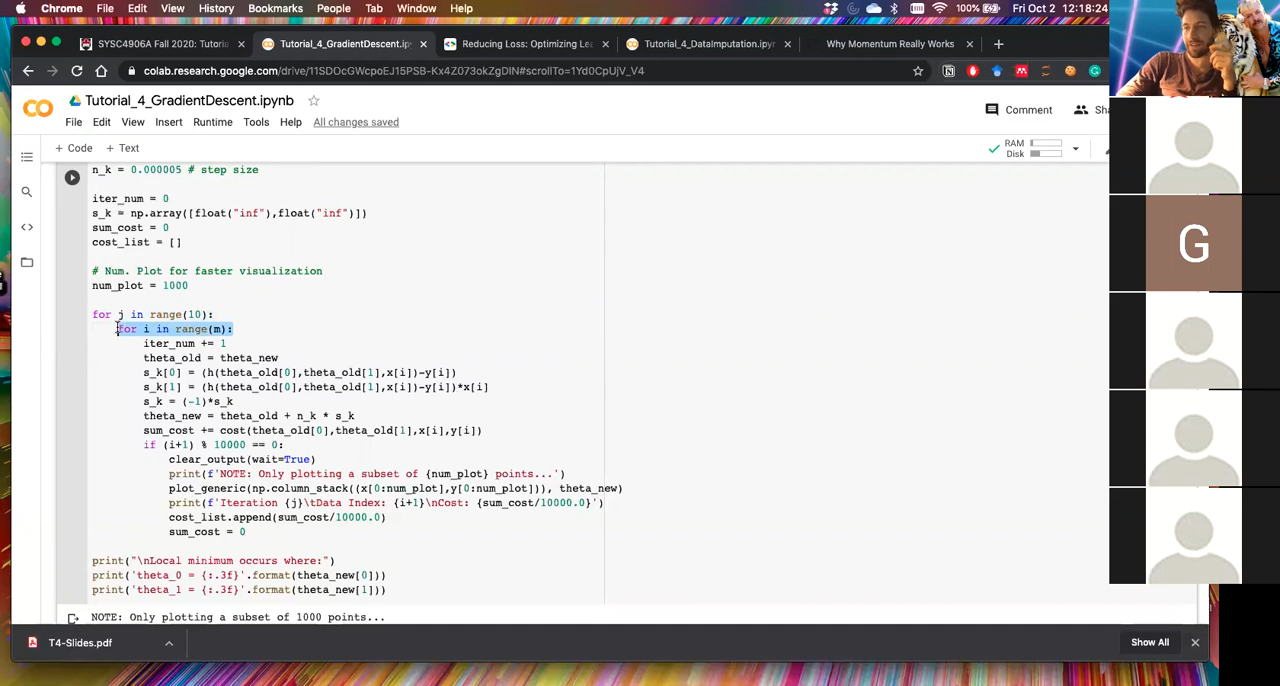 Chrome File Edit View History Bookmarks People Tab Window Help 100% Fri Oct 2 12:18:24
SYSC4906A Fall 2020: Tutori Tutorial_4_GradientDescent.ip Reducing Loss: Optimizing Le Tutorial_4_DataImputation.ipyn Why Momentum Really Works
colab.research.google.com/drive/11SDOcGWcpoEJ15PSB-Kx4Z073okZgDIN#scrollTo=1Yd0CpUjV_V4
Tutorial_4_GradientDescent.ipynb
Comment Sha
File Edit View Insert Runtime Tools Help All changes saved
+ Code + Text
RAM
Disk
n_k = 0.000005 # step size
iter_num = 0
s_k = np.array([float("inf"),float("inf")])
sum_cost = 0
cost_list = []
# Num. Plot for faster visualization
num_plot = 1000
for j in range(10):
for i in range(m):
iter_num += 1
theta_old = theta_new
s_k[0] = (h(theta_old[0],theta_old[1],x[i])-y[i])
s_k[1] = (h(theta_old[0],theta_old[1],x[i])-y[i])*x[i]
s_k = (-1)*s_k
theta_new = theta_old + n_k * s_k
sum_cost += cost(theta_old[0],theta_old[1],x[i],y[i])
if (i+1) % 10000 == 0:
clear_output(wait=True)
print(f'NOTE: Only plotting a subset of {num_plot} points...')
plot_generic(np.column_stack((x[0:num_plot],y[0:num_plot])), theta_new)
print(f'Iteration {j}\tData Index: {i+1}\nCost: {sum_cost/10000.0}')
cost_list.append(sum_cost/10000.0)
sum_cost = 0
print("\nLocal minimum occurs where:")
print('theta_0 = {:.3f}'.format(theta_new[0]))
print('theta_1 = {:.3f}'.format(theta_new[1]))
NOTE: Only plotting a subset of 1000 points...
T4-Slides.pdf
Show All
G